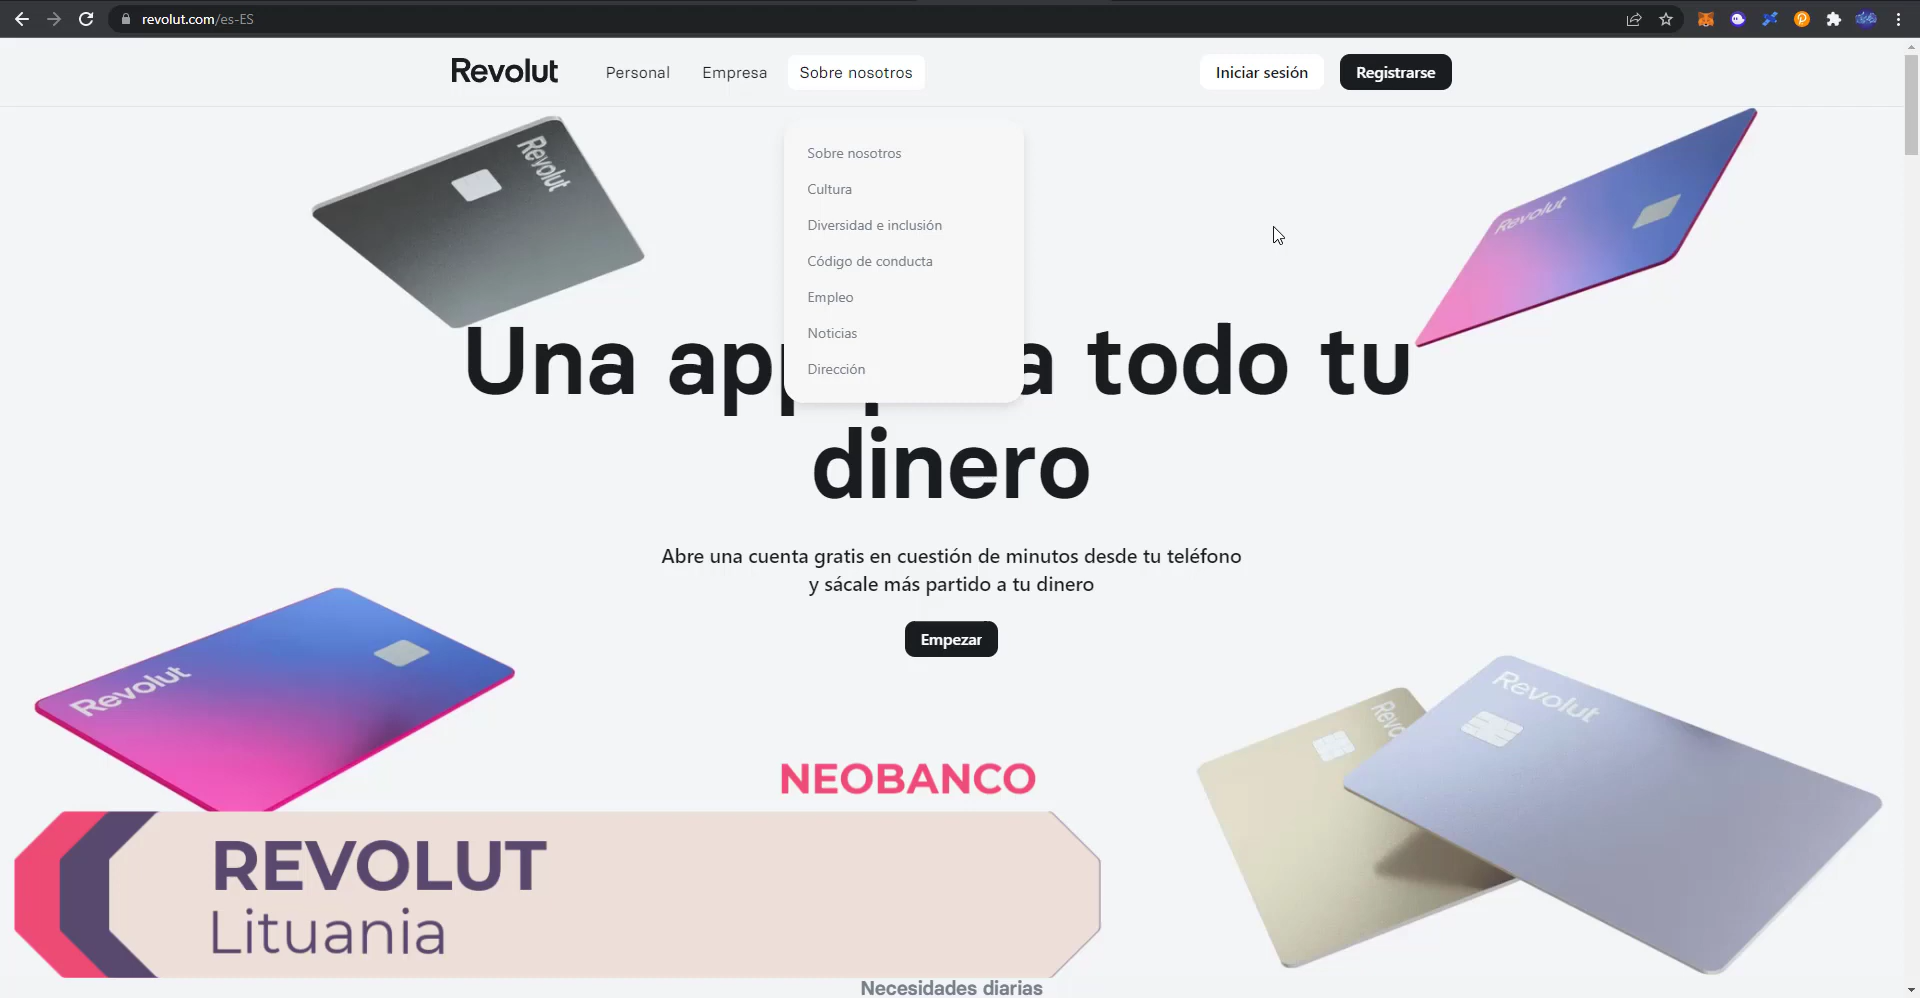 revolut.com/es-ES
Revolut
Personal
Empresa
Sobre nosotros
Iniciar sesión
Registrarse
Revolut
Revolut
Sobre nosotros
Cultura
Diversidad e inclusión
Código de conducta
Empleo
Noticias
Dirección
Una app a todo tu
dinero
Abre una cuenta gratis en cuestión de minutos desde tu teléfono
y sácale más partido a tu dinero
Empezar
Revolut
Revolut
Revo
NEOBANCO
REVOLUT
Lituania
Necesidades diarias